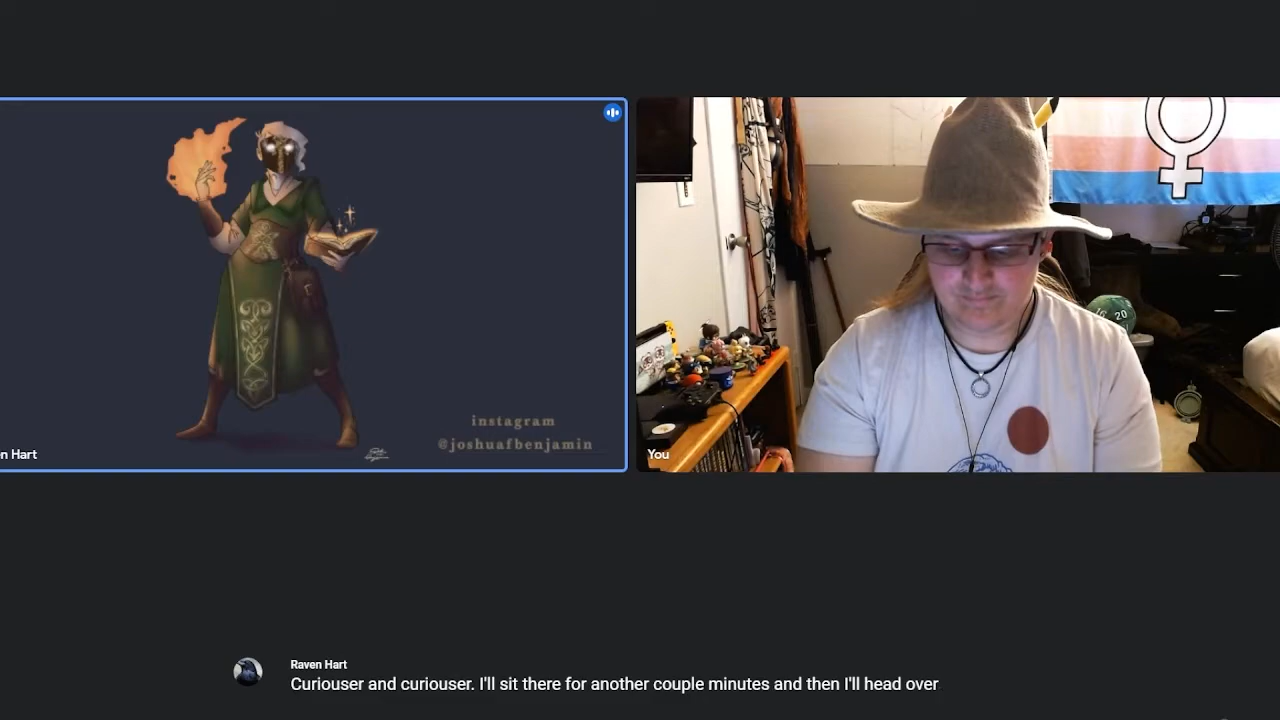 instagram
@joshuafbenjamin
n Hart
You
20
Raven Hart
Curiouser and curiouser. I'll sit there for another couple minutes and then I'll head over